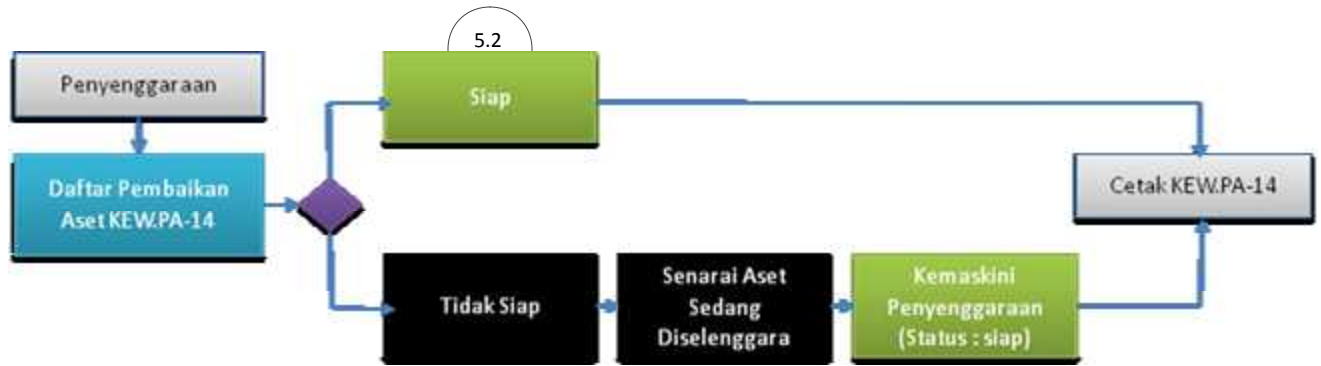 5.2
Penyenggaraan
Siap
Daftar Pembaikan
Aset KEW.PA-14
Cetak KEW.PA-14
Tidak Siap
Senarai Aset
Sedang
Diselenggara
Kemaskini
Penyenggaraan
(Status : siap)